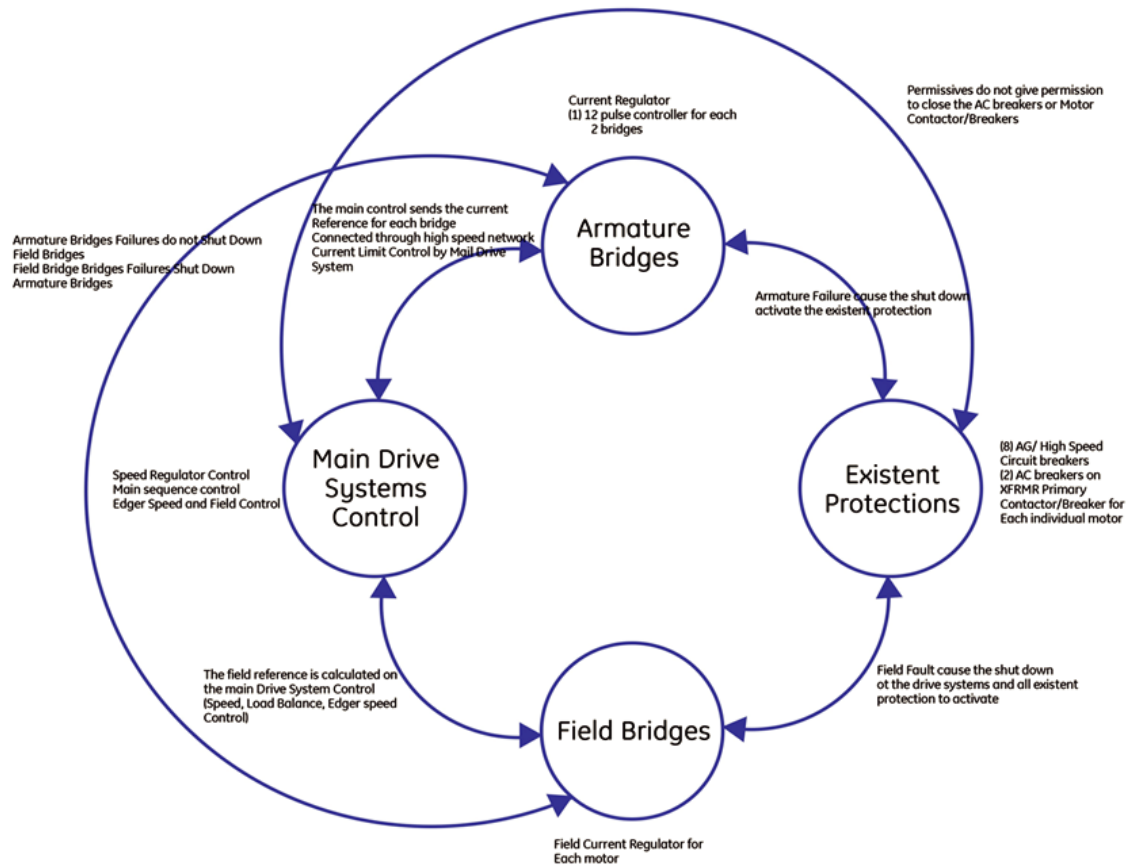 Permissives do not give permission
to close the AC breakers or Motor
Contactor/Breakers
Current Regulator
(1) 12 pulse controller for each
2 bridges
Armature
Bridges
The main control sends the current
Reference for each bridge
Connected through high speed network
Current Limit Control by Mail Drive
System
Armature Bridges Failures do not Shut Down
Field Bridges
Field Bridge Bridges Failures Shut Down
Armature Bridges
Armature Failure cause the shut down
activate the existent protection
Main Drive
Systems
Control
Speed Regulator Control
Main sequence control
Edger Speed and Field Control
Existent
Protections
(8) AG/ High Speed
Circuit breakers
(2) AC breakers on
XFRMR Primary
Contactor/Breaker for
Each individual motor
The field reference is calculated on
the main Drive System Control
(Speed, Load Balance, Edger speed
Control)
Field Fault cause the shut down
ot the drive systems and all existent
protection to activate
Field Bridges
Field Current Regulator for
Each motor